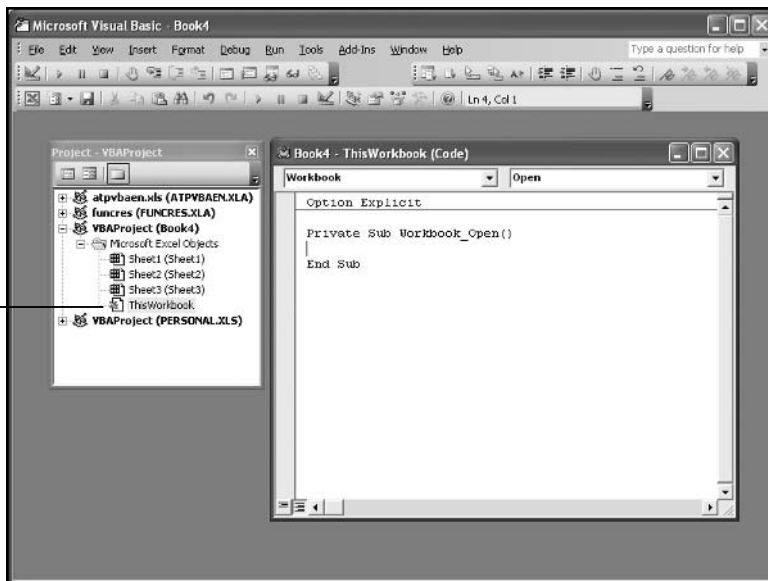 Microsoft Visual Basic - Book4
File Edit View Insert Format Debug Run Tools Add-Ins Window Help
Type a question for help
Ln 4, Col 1
Project - VBAProject
atpvbaen.xls (ATPVBAEN.XLA)
funcres (FUNCRES.XLA)
VBAProject (Book4)
Microsoft Excel Objects
Sheet1 (Sheet1)
Sheet2 (Sheet2)
Sheet3 (Sheet3)
ThisWorkbook
VBAProject (PERSONAL.XLS)
Book4 - ThisWorkbook (Code)
Workbook Open
Option Explicit
Private Sub Workbook_Open()
End Sub